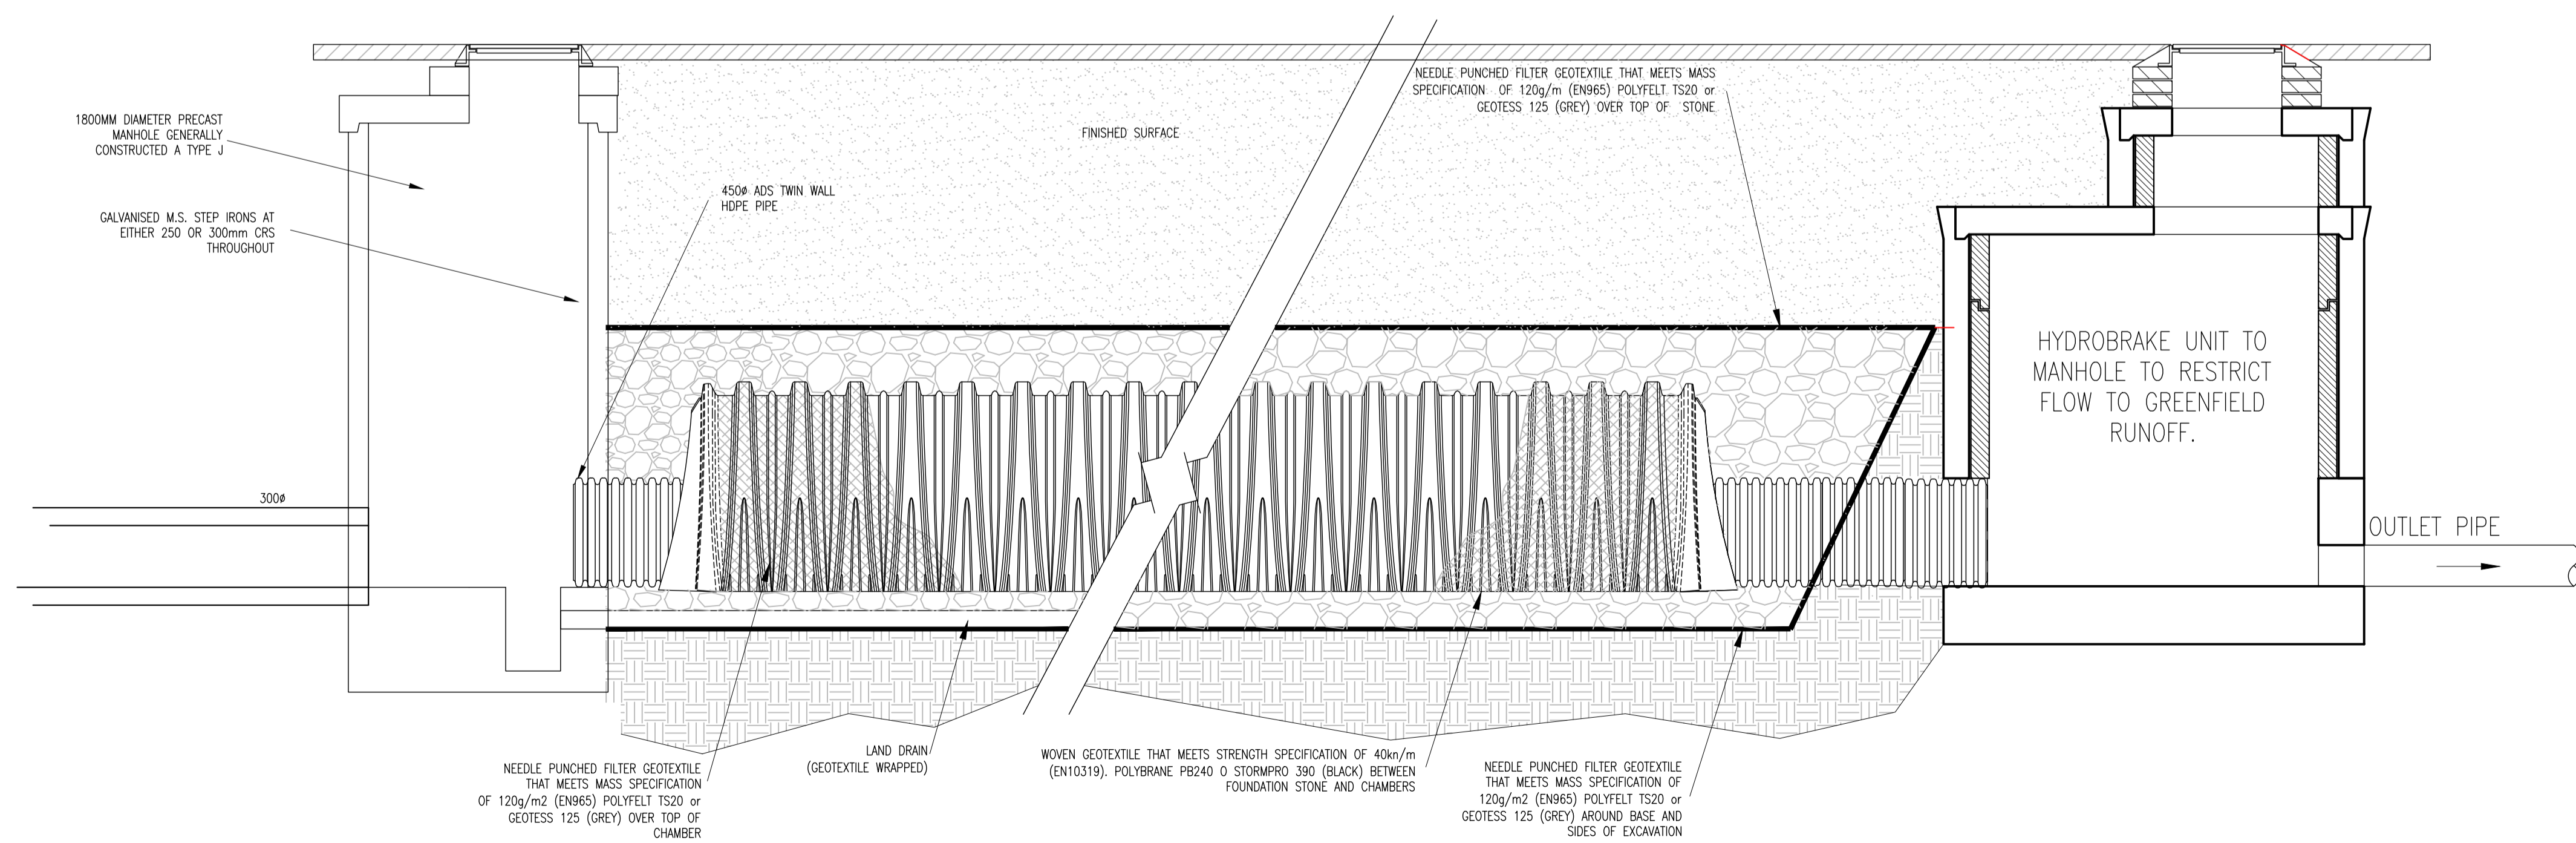 1800MM DIAMETER PRECAST
MANHOLE GENERALLY
CONSTRUCTED A TYPE J
GALVANISED M.S. STEP IRONS AT
EITHER 250 OR 300mm CRS
THROUGHOUT
300ø
450ø ADS TWIN WALL
HDPE PIPE
FINISHED SURFACE
NEEDLE PUNCHED FILTER GEOTEXTILE THAT MEETS MASS
SPECIFICATION OF 120g/m (EN965) POLYFELT TS20 or
GEOTESS 125 (GREY) OVER TOP OF STONE
HYDROBRAKE UNIT TO
MANHOLE TO RESTRICT
FLOW TO GREENFIELD
RUNOFF.
OUTLET PIPE
NEEDLE PUNCHED FILTER GEOTEXTILE
THAT MEETS MASS SPECIFICATION
OF 120g/m2 (EN965) POLYFELT TS20 or
GEOTESS 125 (GREY) OVER TOP OF
CHAMBER
LAND DRAIN
(GEOTEXTILE WRAPPED)
WOVEN GEOTEXTILE THAT MEETS STRENGTH SPECIFICATION OF 40kn/m
(EN10319). POLYBRANE PB240 O STORMPRO 390 (BLACK) BETWEEN
FOUNDATION STONE AND CHAMBERS
NEEDLE PUNCHED FILTER GEOTEXTILE
THAT MEETS MASS SPECIFICATION OF
120g/m2 (EN965) POLYFELT TS20 or
GEOTESS 125 (GREY) AROUND BASE AND
SIDES OF EXCAVATION